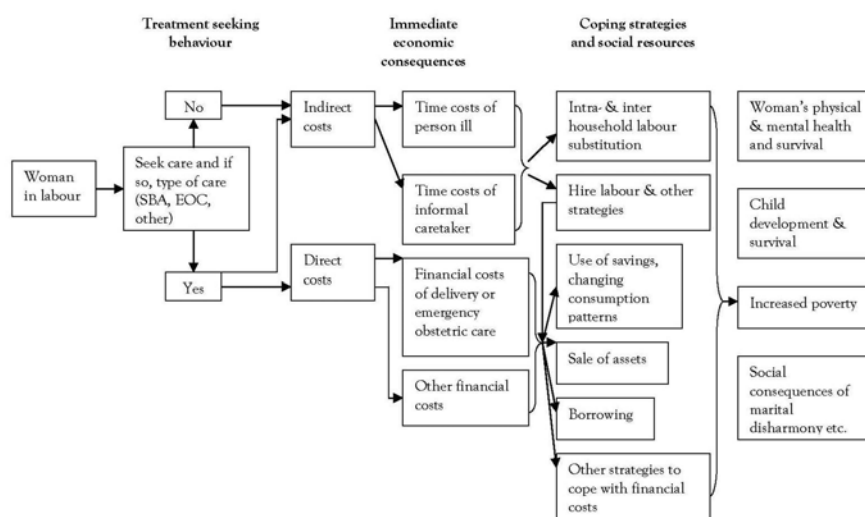 Treatment seeking
behaviour
Immediate
economic
consequences
Coping strategies
and social resources
Woman
in labour
No
Seek care and if
so, type of care
(SBA, EOC,
other)
Yes
Indirect
costs
Direct
costs
Time costs of
person ill
Time costs of
informal
caretaker
Financial costs
of delivery or
emergency
obstetric care
Other financial
costs
Intra- & inter
household labour
substitution
Hire labour & other
strategies
Use of savings,
changing
consumption
patterns
Sale of assets
Borrowing
Other strategies to
cope with financial
costs
Woman's physical
& mental health
and survival
Child
development &
survival
Increased poverty
Social
consequences of
marital
disharmony etc.